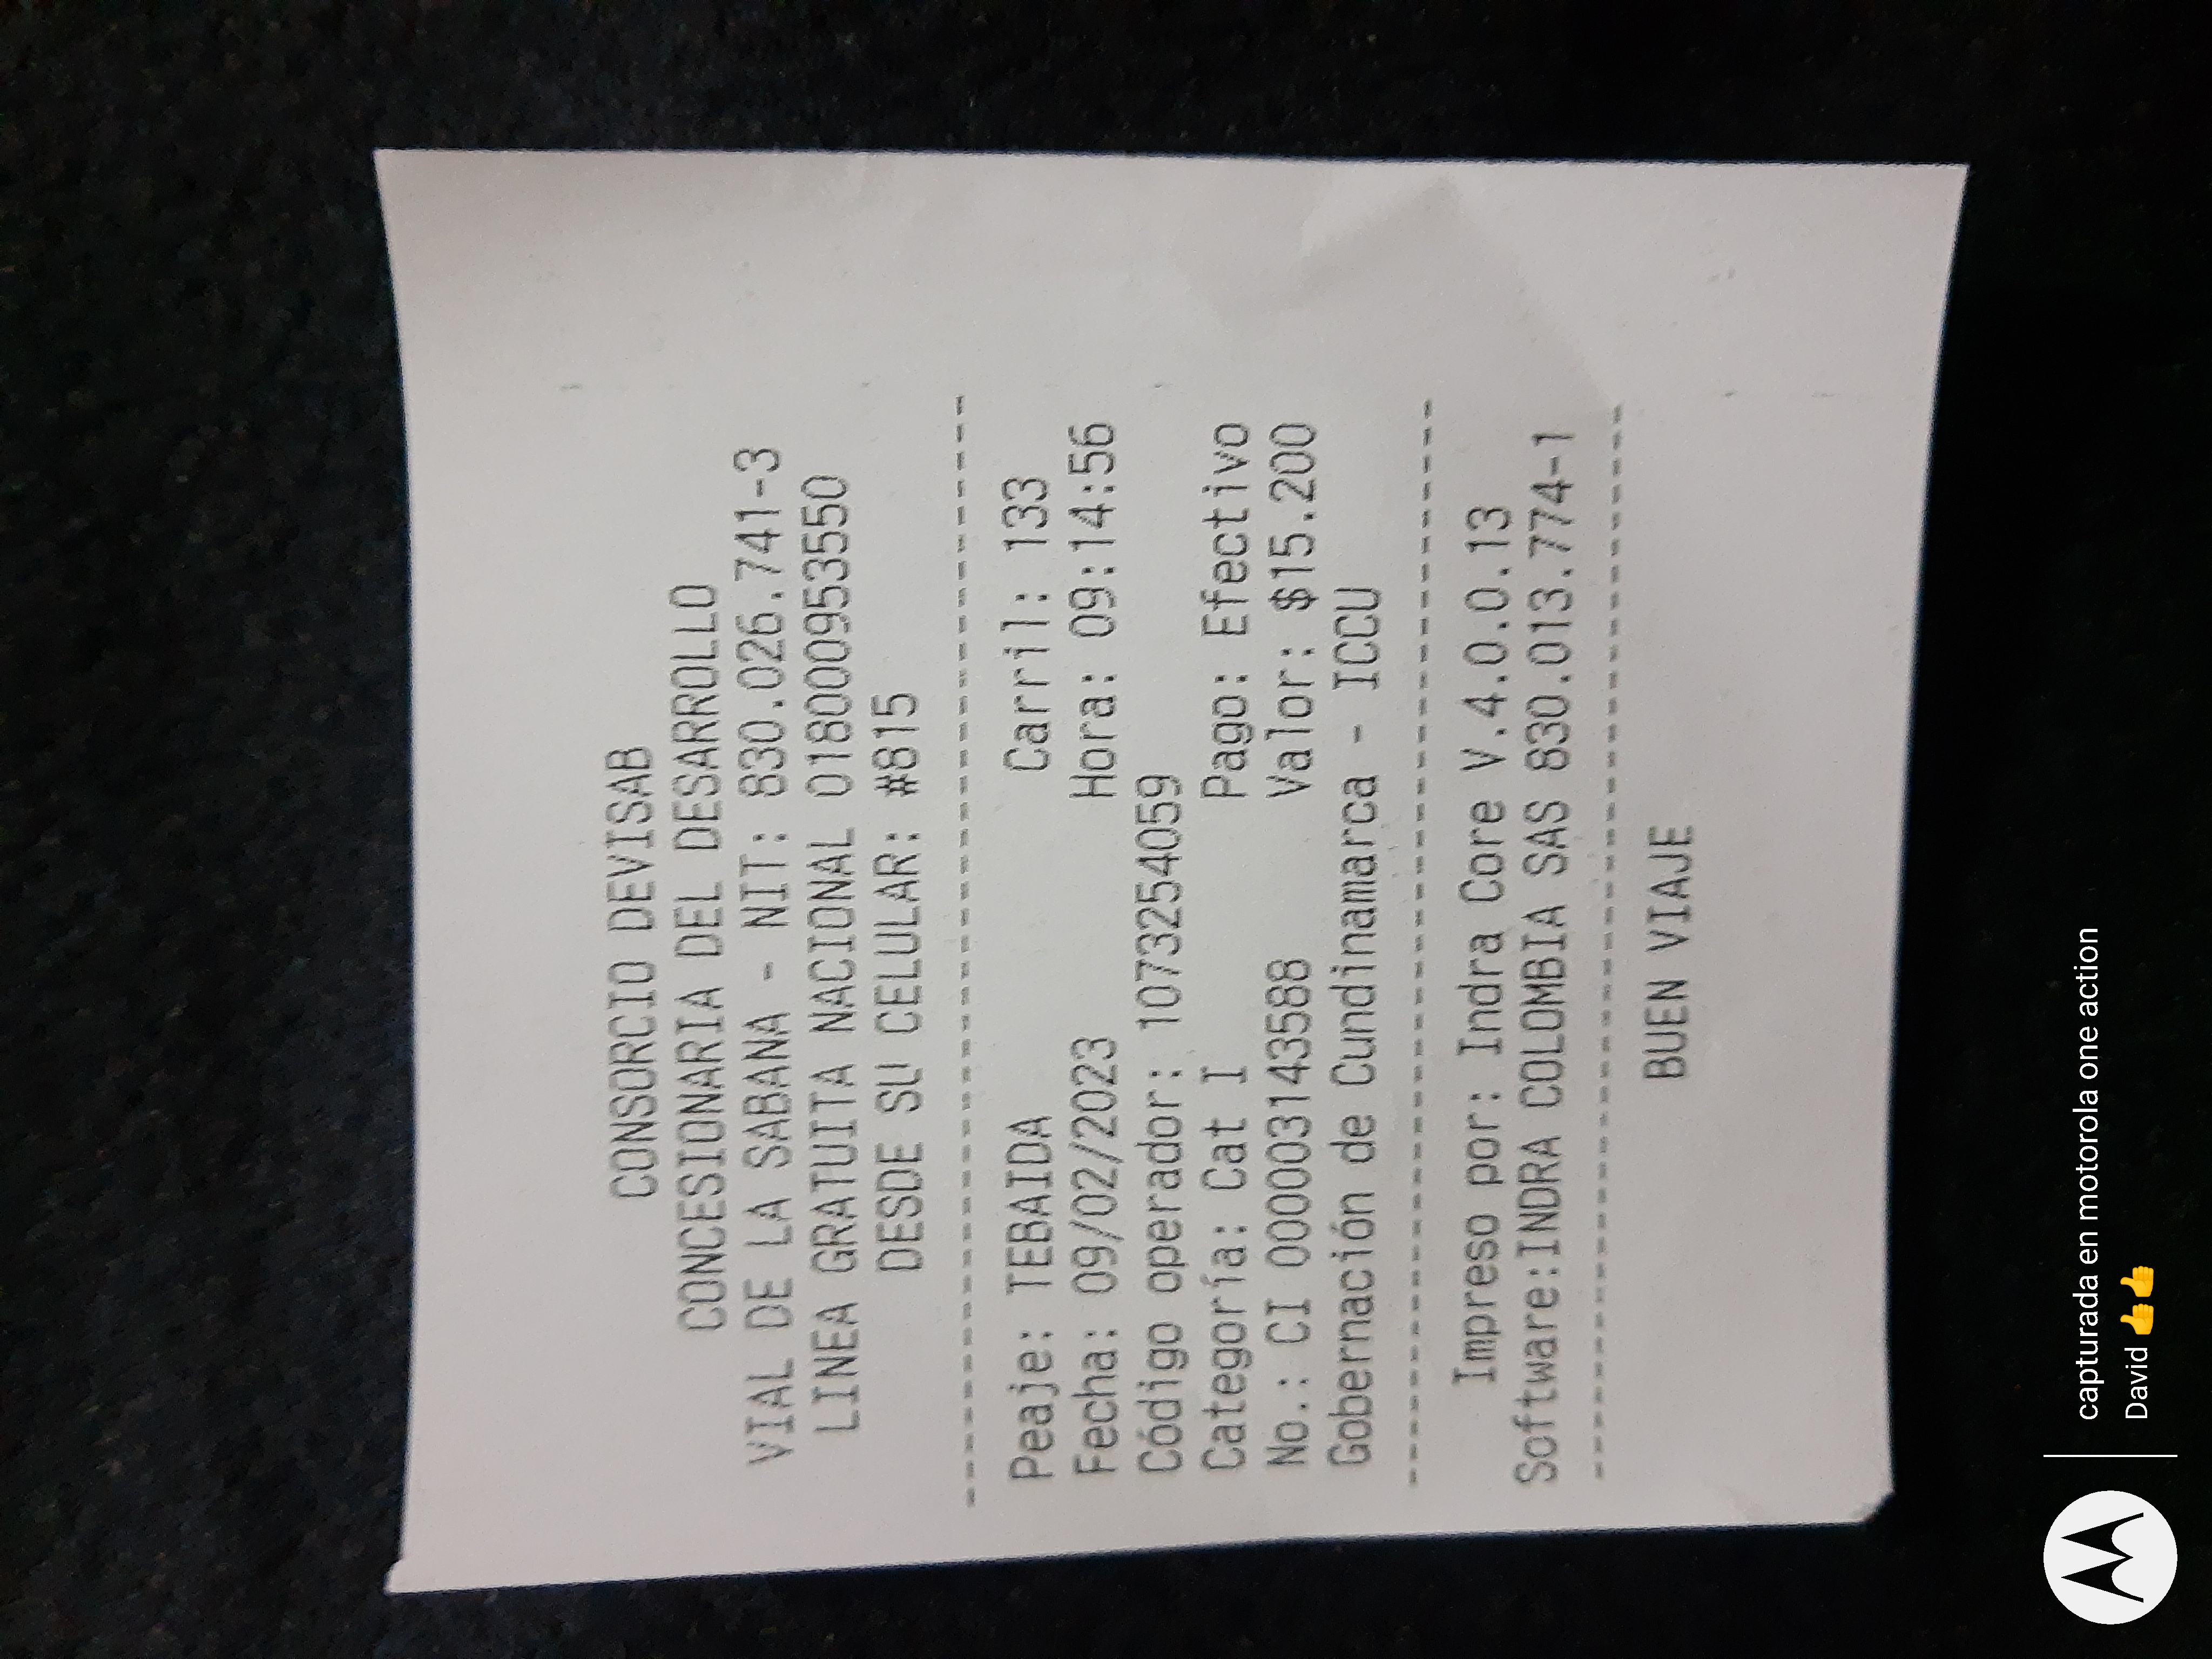 CONSORCIO DEVISAB
CONCESIONARIA DEL DESARROLLO
VIAL DE LA SABANA - NIT: 830.026.741-3
LINEA GRATUITA NACIONAL 018000953550
DESDE SU CELULAR: #815
----------------------------------------
Peaje: TEBAIDA Carril: 133
Fecha: 09/02/2023 Hora: 09:14:56
Código operador: 1073254059
Categoría: Cat I Pago: Efectivo
No.: CI 000003143588 Valor: $15.200
Gobernación de Cundinamarca - ICCU
----------------------------------------
Impreso por: Indra Core V.4.0.0.13
Software:INDRA COLOMBIA SAS 830.013.774-1
----------------------------------------
BUEN VIAJE
capturada en motorola one action
David 👍👍